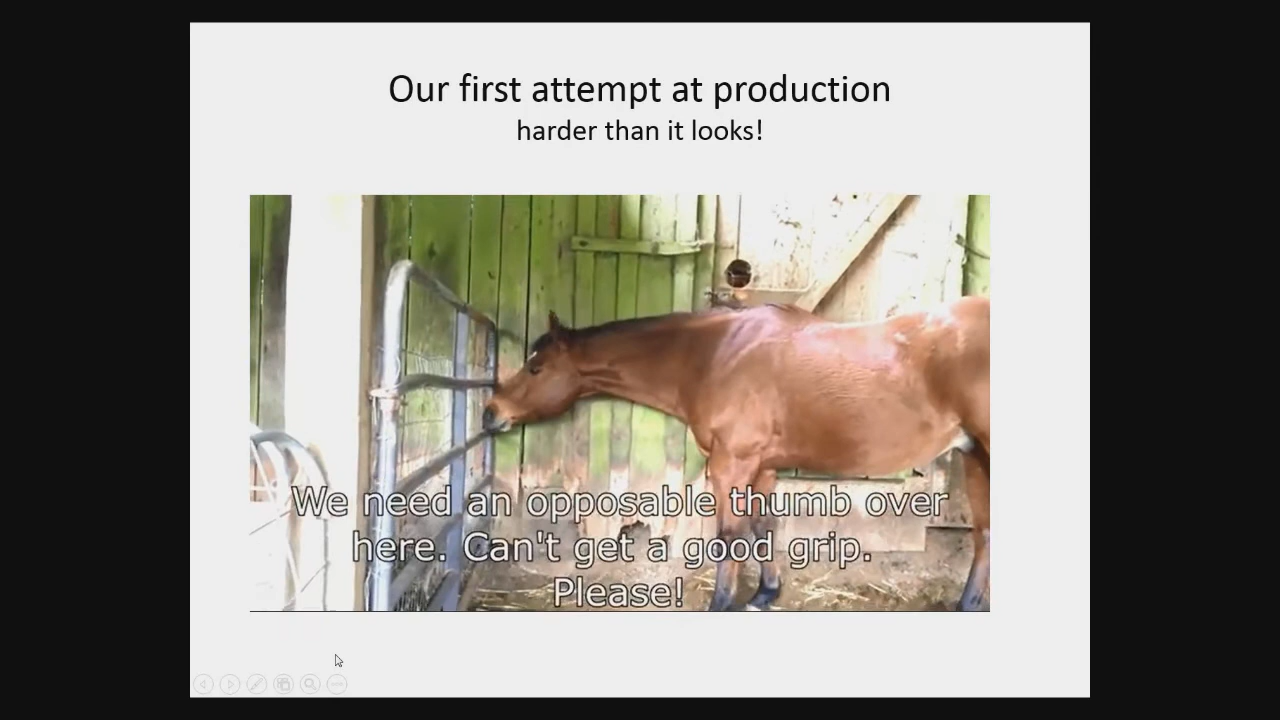 Our first attempt at production
harder than it looks!
We need an opposable thumb over
here. Can't get a good grip.
Please!